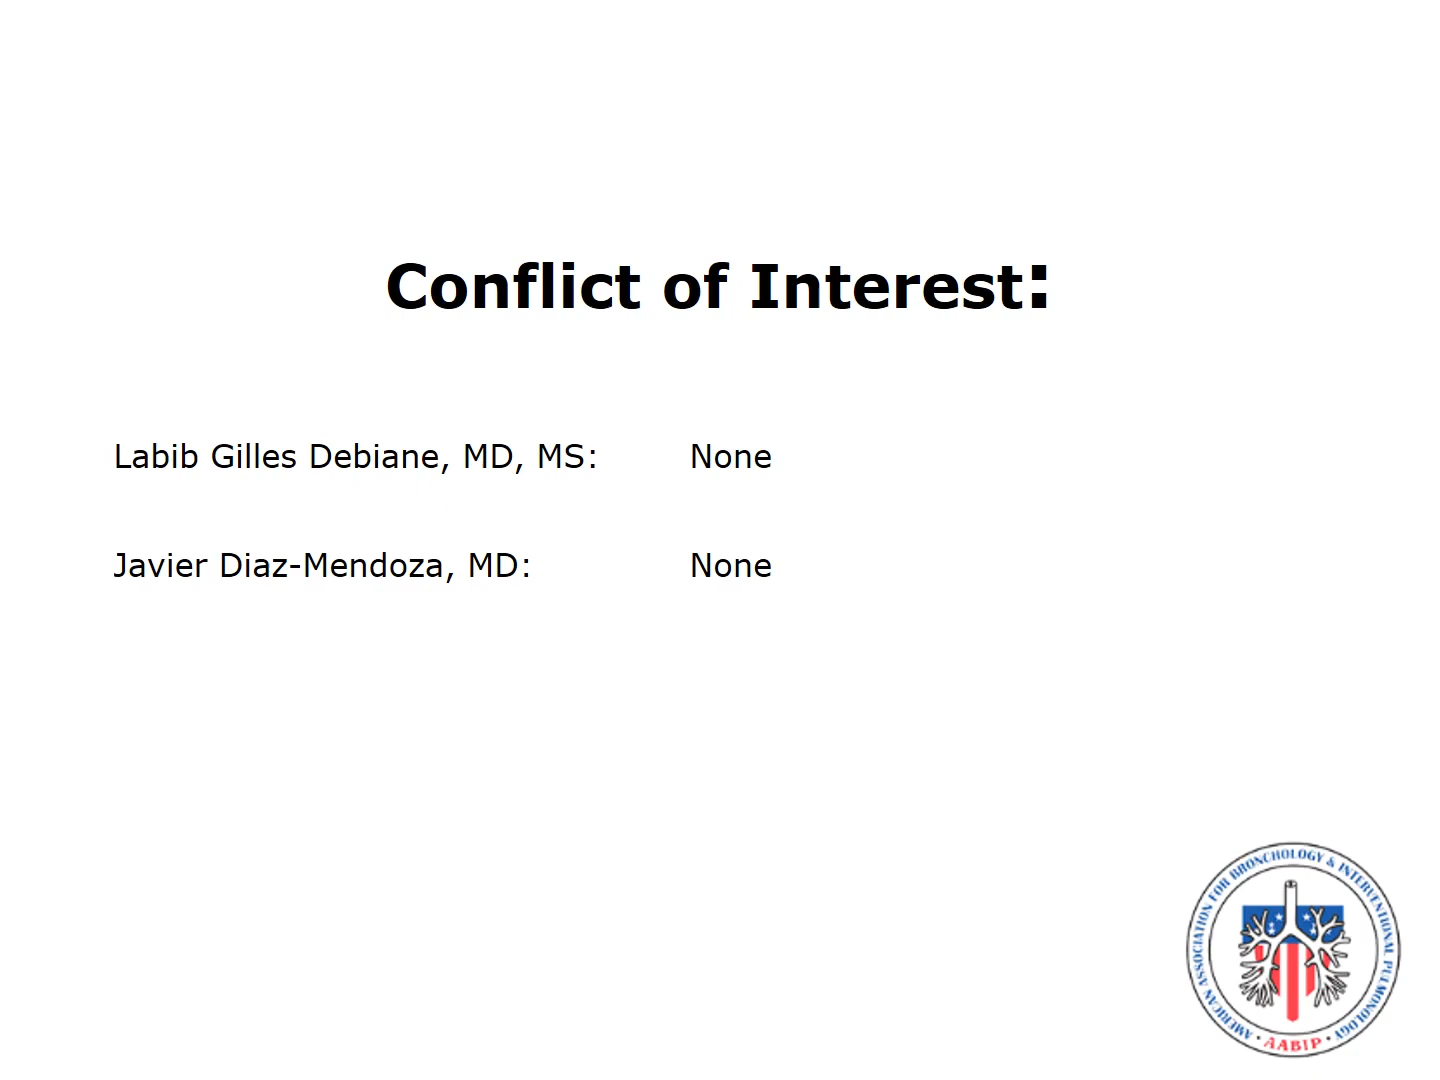 Conflict of Interest:
Labib Gilles Debiane, MD, MS: None
Javier Diaz-Mendoza, MD: None
AMERICAN ASSOCIATION FOR BRONCHOLOGY & INTERVENTIONAL PULMONOLOGY
• AABIP •